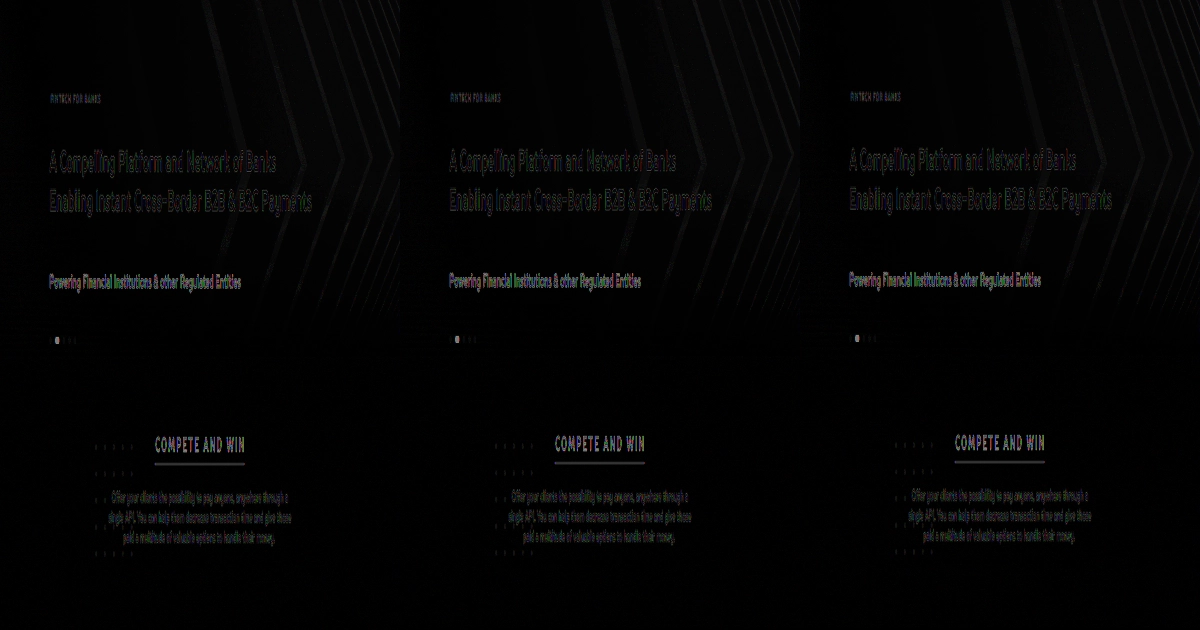 FINTECH FOR BANKS
A Compelling Platform and Network of Banks
Enabling Instant Cross-Border B2B & B2C Payments
Powering Financial Institutions & other Regulated Entities
COMPETE AND WIN
Offer your clients the possibility to pay anyone, anywhere through a
single API. You can help them decrease transaction time and give those
paid a multitude of valuable options to handle their money.
FINTECH FOR BANKS
A Compelling Platform and Network of Banks
Enabling Instant Cross-Border B2B & B2C Payments
Powering Financial Institutions & other Regulated Entities
COMPETE AND WIN
Offer your clients the possibility to pay anyone, anywhere through a
single API. You can help them decrease transaction time and give those
paid a multitude of valuable options to handle their money.
FINTECH FOR BANKS
A Compelling Platform and Network of Banks
Enabling Instant Cross-Border B2B & B2C Payments
Powering Financial Institutions & other Regulated Entities
COMPETE AND WIN
Offer your clients the possibility to pay anyone, anywhere through a
single API. You can help them decrease transaction time and give those
paid a multitude of valuable options to handle their money.